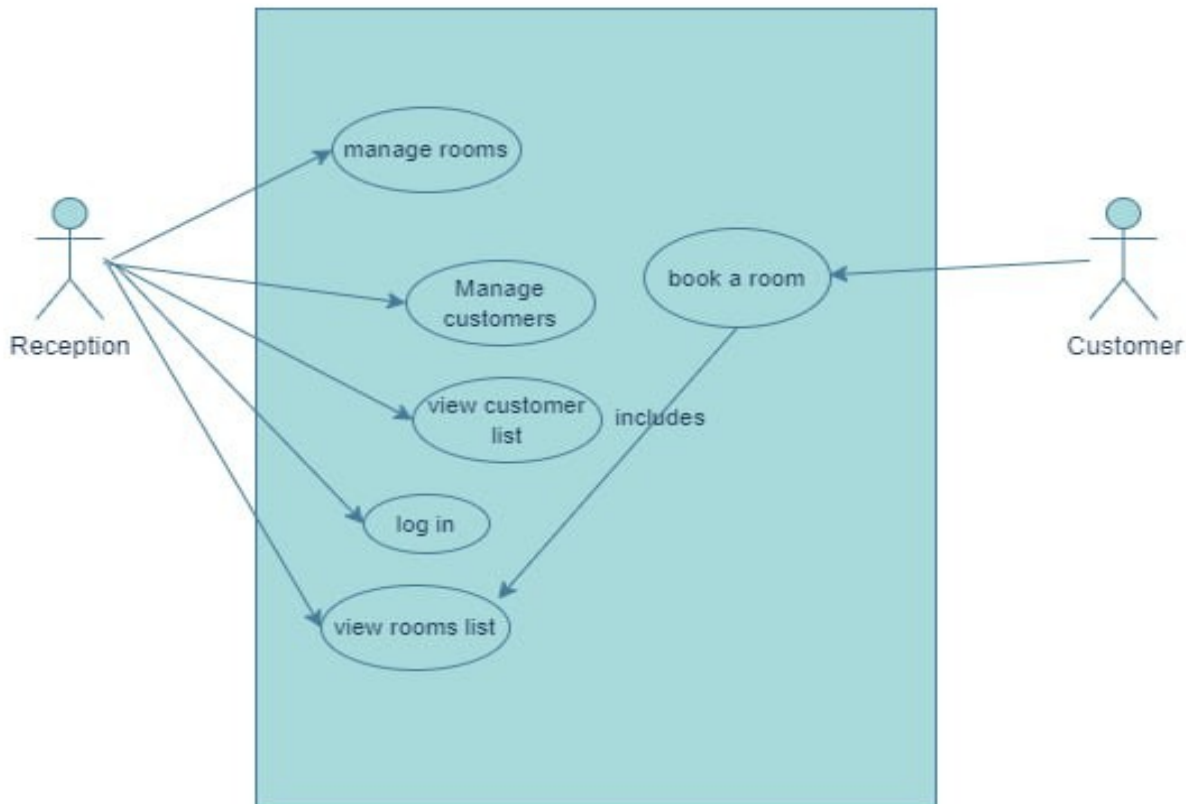 manage rooms
book a room
Manage
customers
Reception
Customer
view customer
list
includes
log in
view rooms list